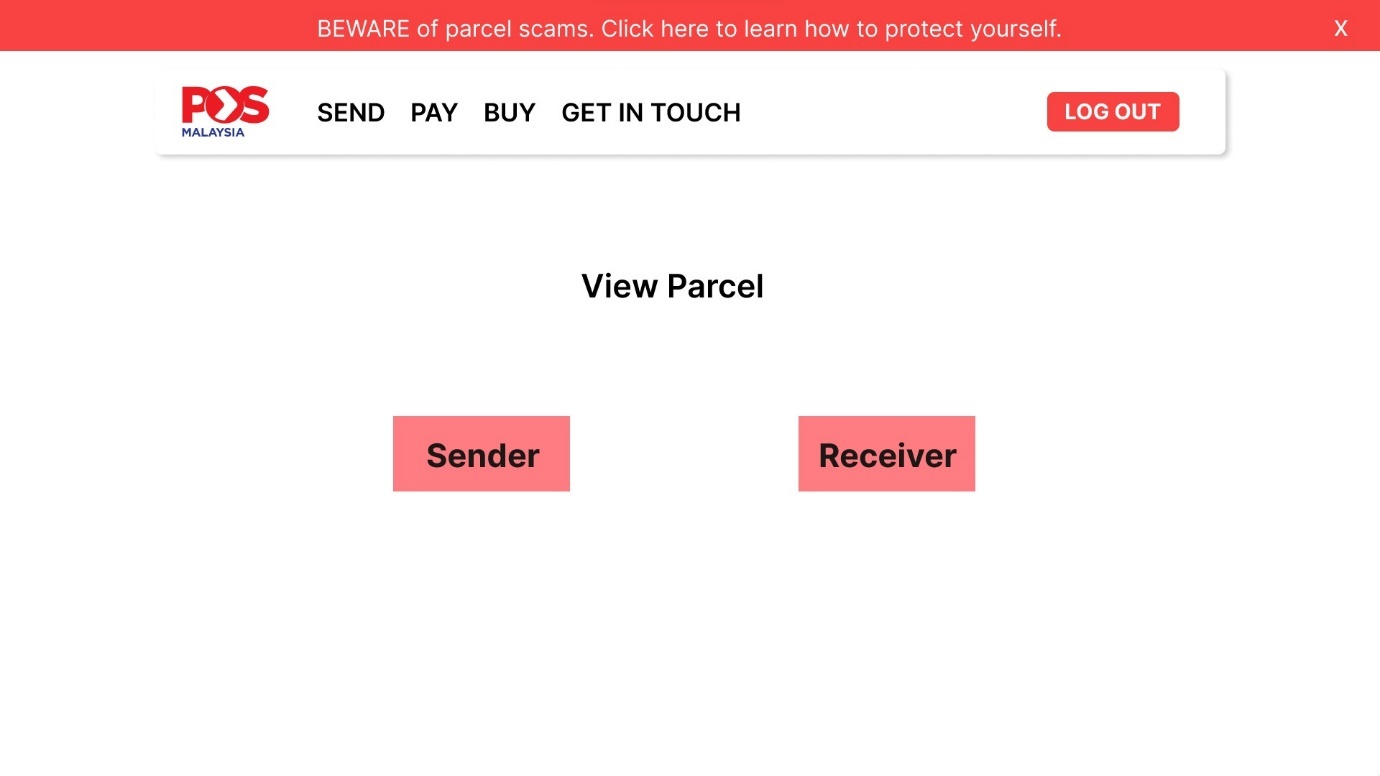 BEWARE of parcel scams. Click here to learn how to protect yourself.
X
POS
MALAYSIA
SEND
PAY
BUY
GET IN TOUCH
LOG OUT
View Parcel
Sender
Receiver